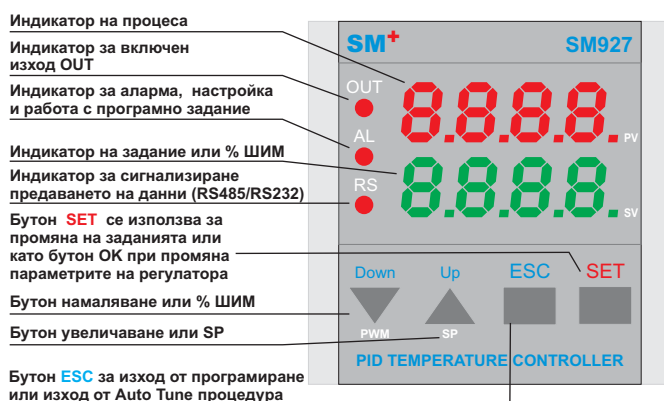 Индикатор на процеса
Индикатор за включен
изход OUT
Индикатор за аларма, настройка
и работа с програмно задание
Индикатор на задание или % ШИМ
Индикатор за сигнализиране
предаването на данни (RS485/RS232)
Бутон SET се използва за
промяна на заданията или
като бутон OK при промяна
параметрите на регулатора
Бутон намаляване или % ШИМ
Бутон увеличаване или SP
Бутон ESC за изход от програмиране
или изход от Auto Tune процедура
SM+ SM927
OUT
8.8.8.8. PV
AL
RS
8.8.8.8. SV
Down Up ESC SET
PWM SP
PID TEMPERATURE CONTROLLER